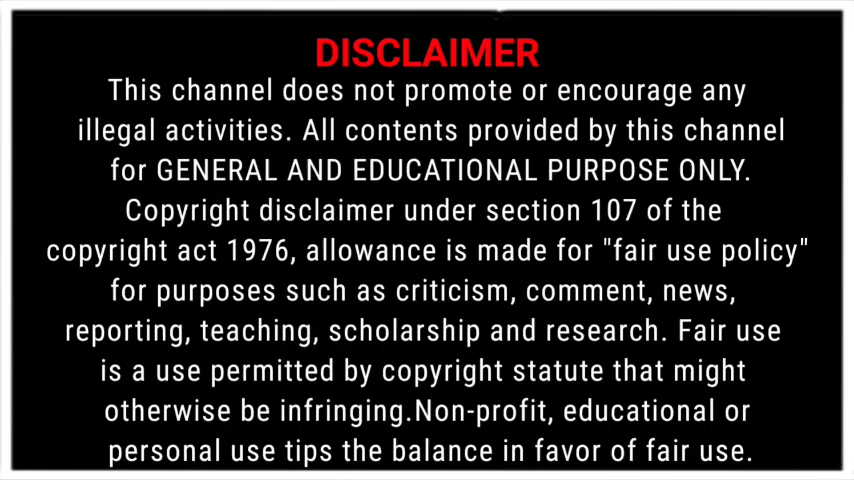 DISCLAIMER
This channel does not promote or encourage any
illegal activities. All contents provided by this channel
for GENERAL AND EDUCATIONAL PURPOSE ONLY.
Copyright disclaimer under section 107 of the
copyright act 1976, allowance is made for "fair use policy"
for purposes such as criticism, comment, news,
reporting, teaching, scholarship and research. Fair use
is a use permitted by copyright statute that might
otherwise be infringing.Non-profit, educational or
personal use tips the balance in favor of fair use.